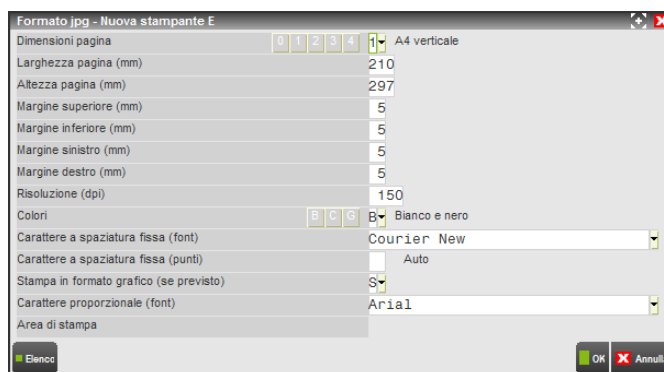 Formato jpg - Nuova stampante E
Dimensioni pagina 0 1 2 3 4 1 A4 verticale
Larghezza pagina (mm) 210
Altezza pagina (mm) 297
Margine superiore (mm) 5
Margine inferiore (mm) 5
Margine sinistro (mm) 5
Margine destro (mm) 5
Risoluzione (dpi) 150
Colori B C G B Bianco e nero
Carattere a spaziatura fissa (font) Courier New
Carattere a spaziatura fissa (punti) Auto
Stampa in formato grafico (se previsto) S
Carattere proporzionale (font) Arial
Area di stampa
Elenco OK X Annulla